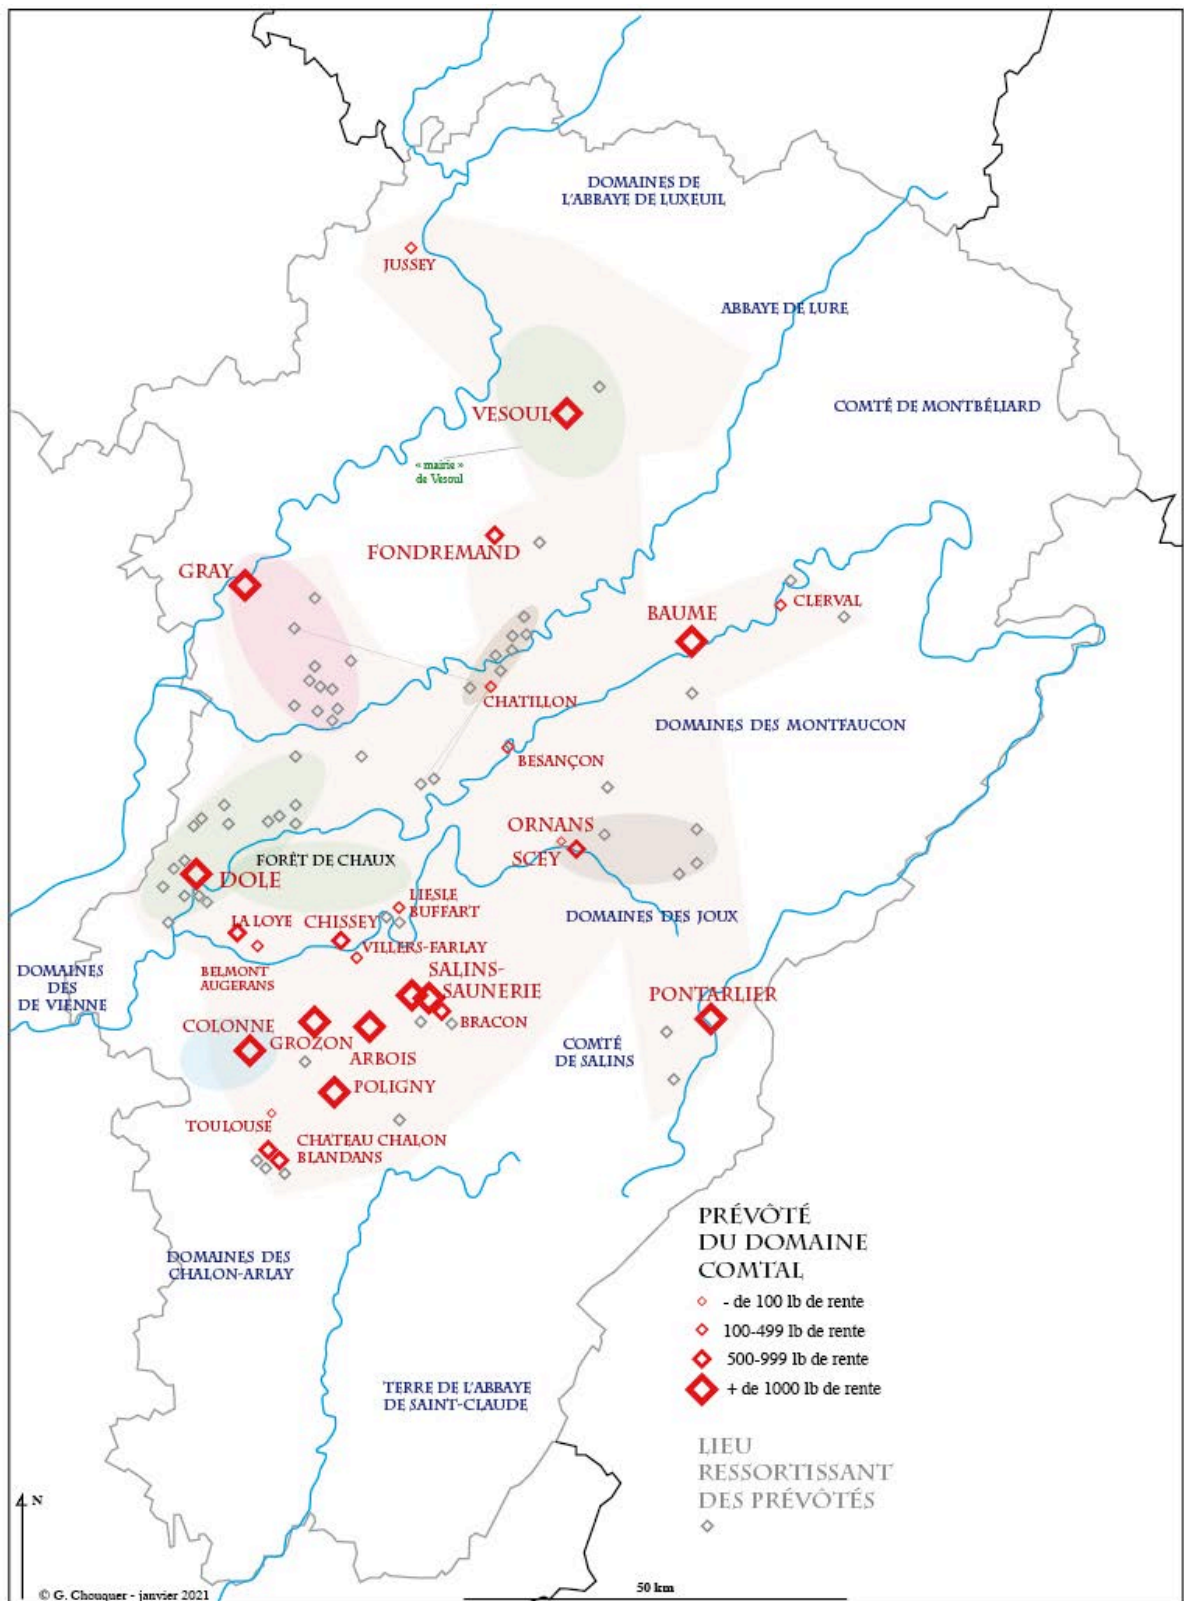 DOMAINES DE
L'ABBAYE DE LUXEUIL
JUSSEY
ABBAYE DE LURE
VESOUL
COMTÉ DE MONTBÉLIARD
« mairie »
de Vesoul
FONDREMAND
GRAY
CLERVAL
BAUME
CHATILLON
DOMAINES DES MONTFAUCON
BESANÇON
ORNANS
SCEY
FORÊT DE CHAUX
DOLE
LIESLE
BUFFART
LA LOYE
CHISSEY
DOMAINES DES JOUX
VILLERS-FARLAY
BELMONT
AUGERANS
DOMAINES
DES
DE VIENNE
SALINS-
SAUNERIE
PONTARLIER
BRACON
COLONNE
GROZON
ARBOIS
COMTÉ
DE SALINS
POLIGNY
TOULOUSE
CHATEAU CHALON
BLANDANS
DOMAINES DES
CHALON-ARLAY
TERRE DE L'ABBAYE
DE SAINT-CLAUDE
PRÉVÔTÉ
DU DOMAINE
COMTAL
- de 100 lb de rente
100-499 lb de rente
500-999 lb de rente
+ de 1000 lb de rente
LIEU
RESSORTISSANT
DES PRÉVÔTÉS
N
© G. Chouquer - janvier 2021
50 km